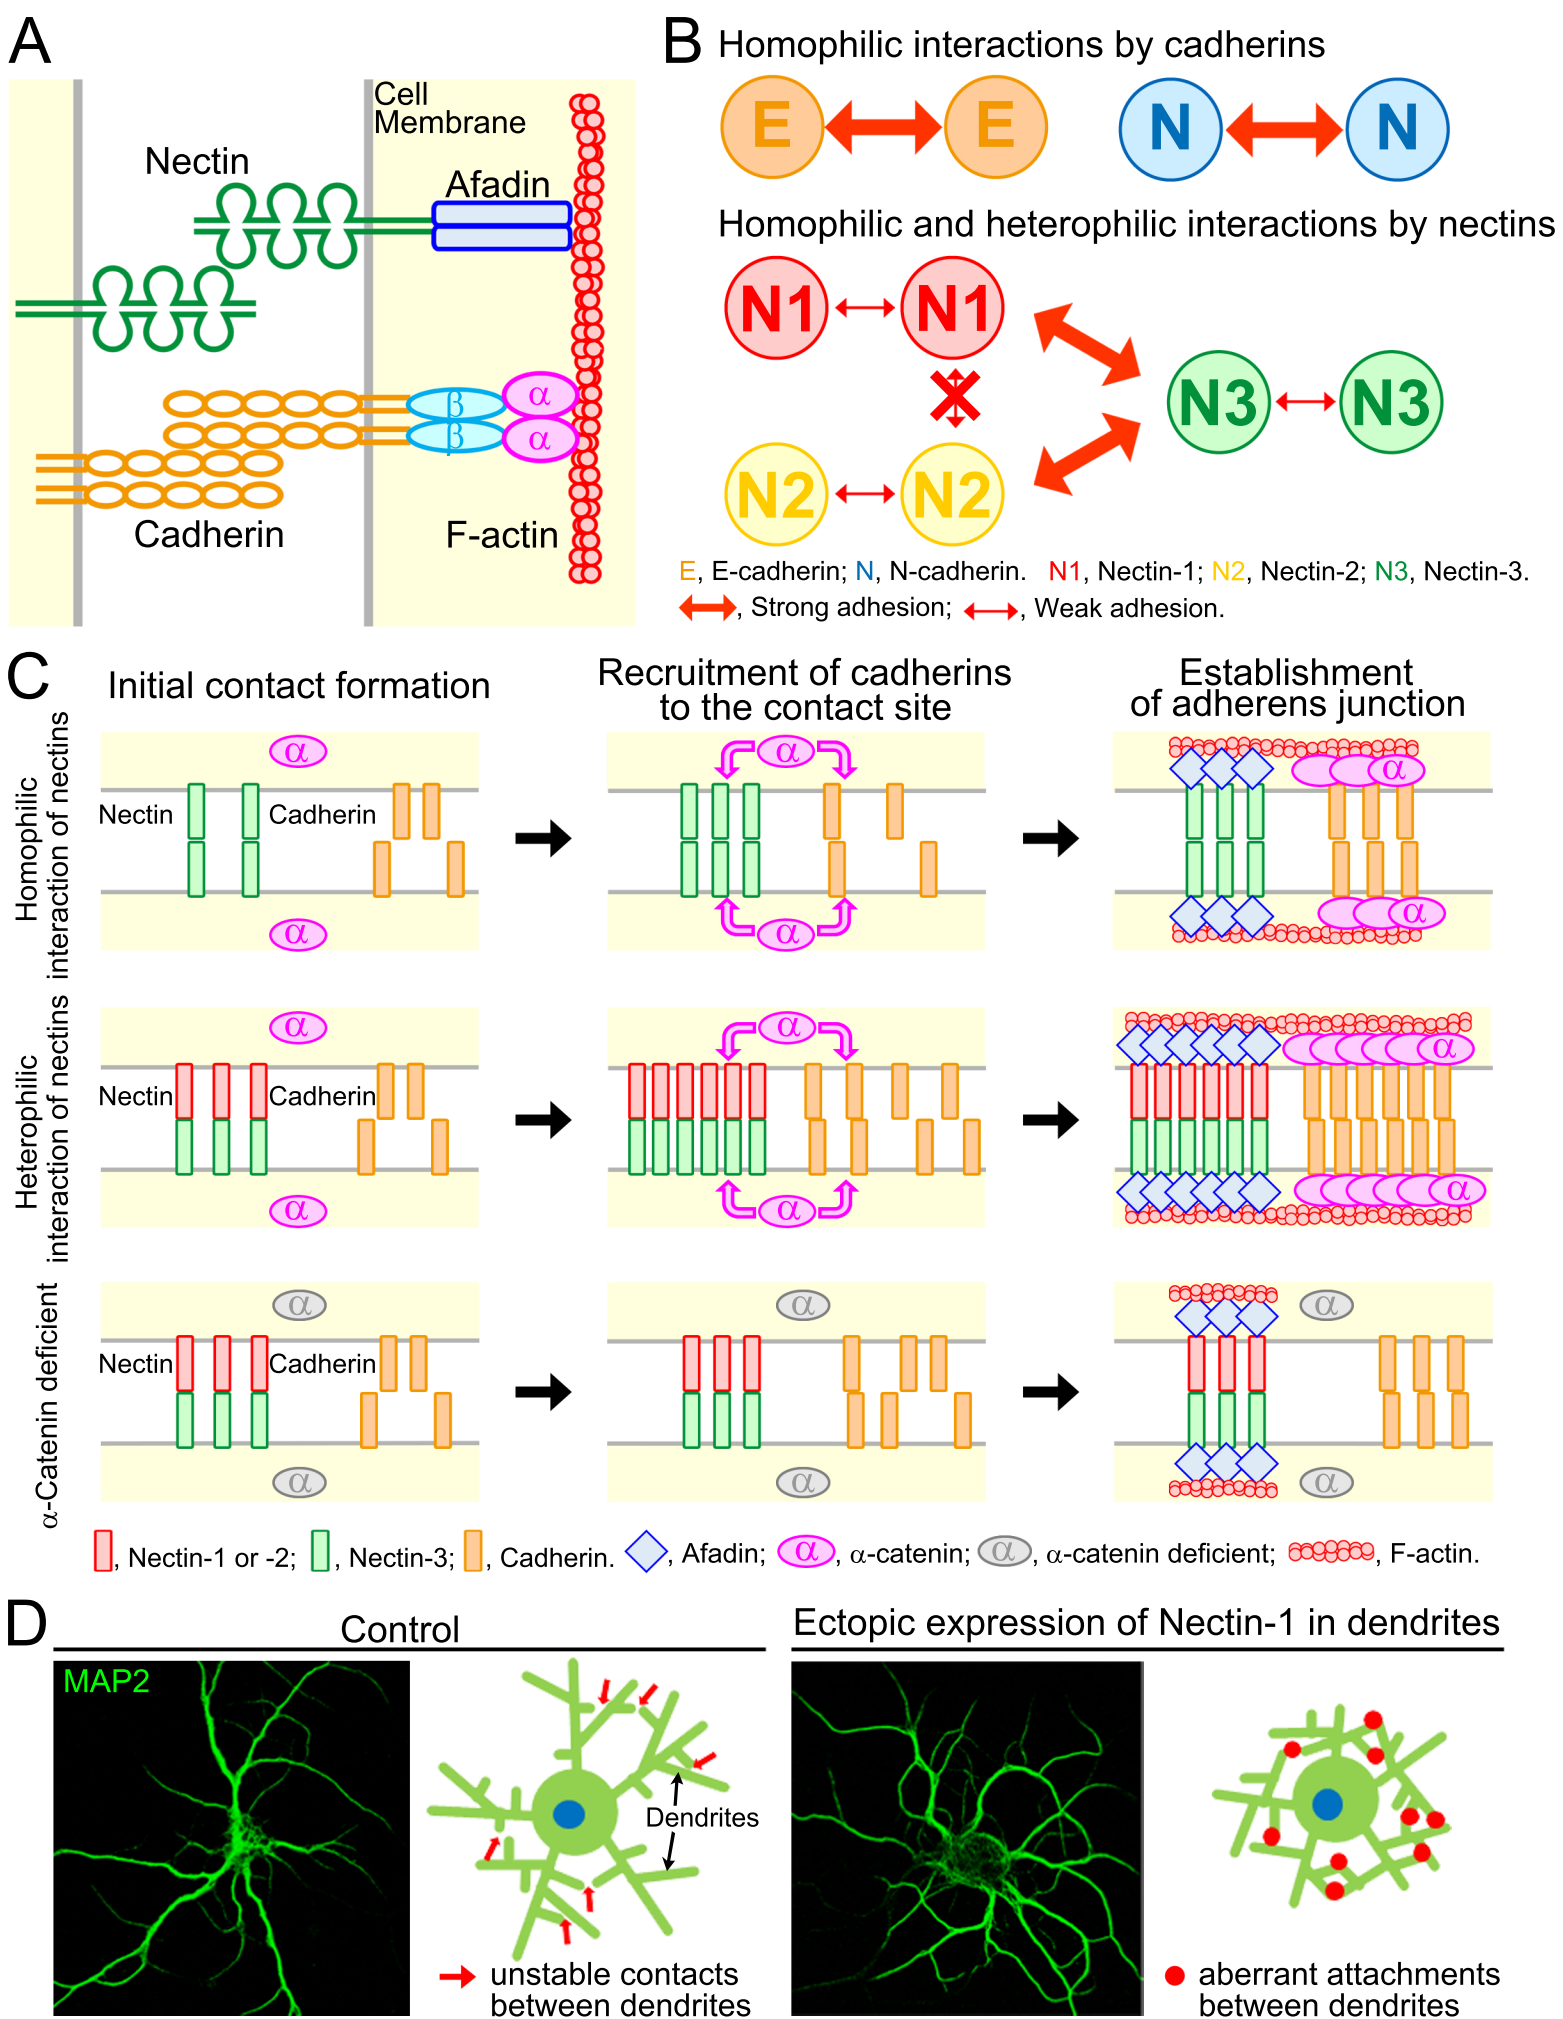 A
Cell
Membrane
Nectin
Afadin
β
α
β
α
Cadherin
F-actin
B
Homophilic interactions by cadherins
E
E
N
N
Homophilic and heterophilic interactions by nectins
N1
N1
N3
N3
N2
N2
E, E-cadherin; N, N-cadherin. N1, Nectin-1; N2, Nectin-2; N3, Nectin-3.
, Strong adhesion; , Weak adhesion.
C
Initial contact formation
Recruitment of cadherins
to the contact site
Establishment
of adherens junction
Homophilic
interaction of nectins
α
Nectin
Cadherin
α
α
α
α
α
Heterophilic
interaction of nectins
α
Nectin
Cadherin
α
α
α
α
α
α-Catenin deficient
α
Nectin
Cadherin
α
α
α
α
α
, Nectin-1 or -2; , Nectin-3; , Cadherin. , Afadin; α, α-catenin; α, α-catenin deficient; , F-actin.
D
Control
MAP2
Dendrites
unstable contacts
between dendrites
Ectopic expression of Nectin-1 in dendrites
aberrant attachments
between dendrites